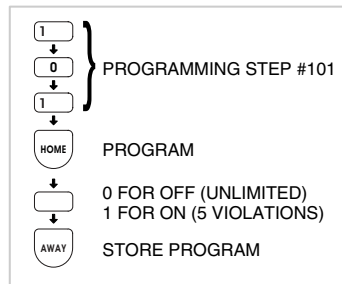 1
0
PROGRAMMING STEP #101
1
HOME
PROGRAM
0 FOR OFF (UNLIMITED)
1 FOR ON (5 VIOLATIONS)
AWAY
STORE PROGRAM